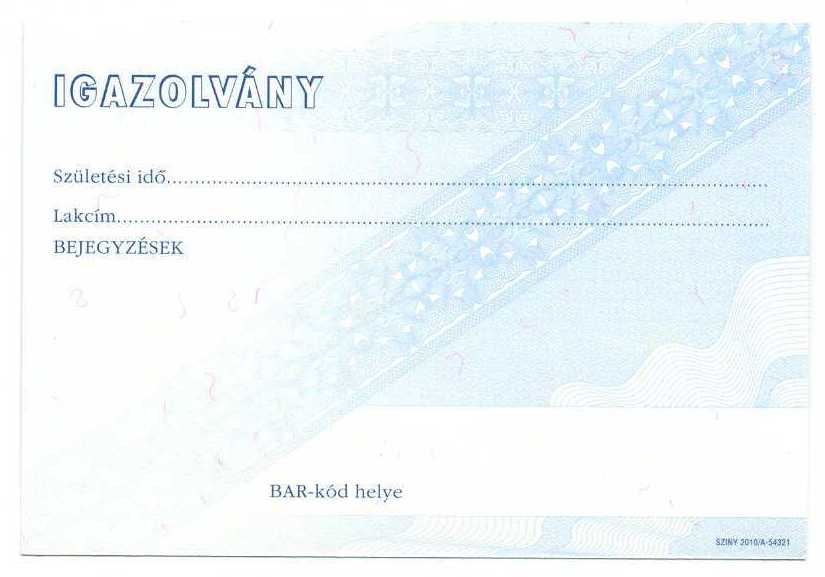 IGAZOLVÁNY
Születési idő................................................................................................
Lakcím................................................................................................
BEJEGYZÉSEK
BAR-kód helye
SZINY 2010/A-54321